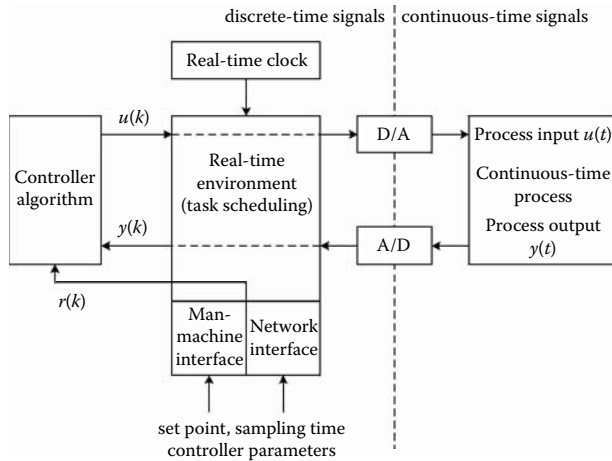 discrete-time signals
continuous-time signals
Real-time clock
u(k)
D/A
Process input u(t)
Controller
algorithm
Real-time
environment
(task scheduling)
Continuous-time
process
y(k)
A/D
Process output
y(t)
r(k)
Man-
machine
interface
Network
interface
set point, sampling time
controller parameters